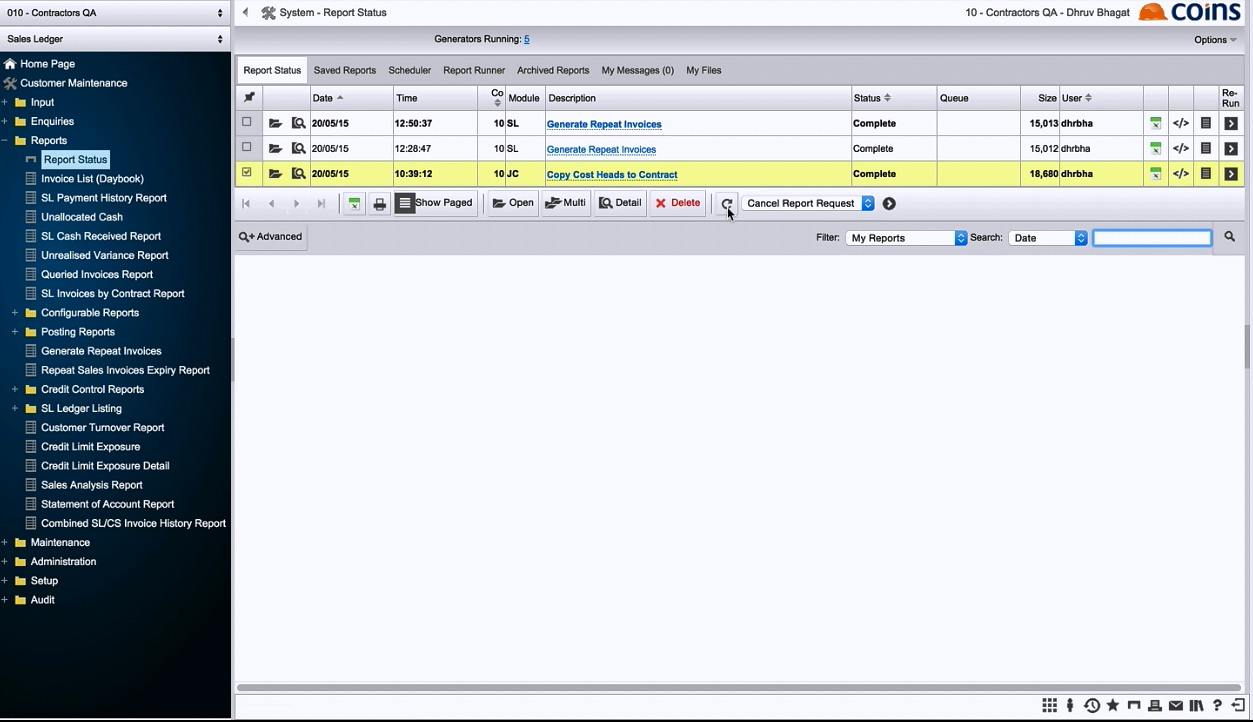 010 - Contractors QA
System - Report Status
10 - Contractors QA - Dhruv Bhagat
coins
Sales Ledger
Generators Running: 5
Options
Home Page
Customer Maintenance
Input
Enquiries
Reports
Report Status
Invoice List (Daybook)
SL Payment History Report
Unallocated Cash
SL Cash Received Report
Unrealised Variance Report
Queried Invoices Report
SL Invoices by Contract Report
Configurable Reports
Posting Reports
Generate Repeat Invoices
Repeat Sales Invoices Expiry Report
Credit Control Reports
SL Ledger Listing
Customer Turnover Report
Credit Limit Exposure
Credit Limit Exposure Detail
Sales Analysis Report
Statement of Account Report
Combined SL/CS Invoice History Report
Maintenance
Administration
Setup
Audit
Report Status Saved Reports Scheduler Report Runner Archived Reports My Messages (0) My Files
Date Time Co Module Description Status Queue Size User Re-Run
20/05/15 12:50:37 10 SL Generate Repeat Invoices Complete 15,013 dhrbha </>
20/05/15 12:28:47 10 SL Generate Repeat Invoices Complete 15,012 dhrbha </>
20/05/15 10:39:12 10 JC Copy Cost Heads to Contract Complete 18,680 dhrbha </>
Show Paged Open Multi Detail Delete Cancel Report Request
Advanced Filter: My Reports Search: Date